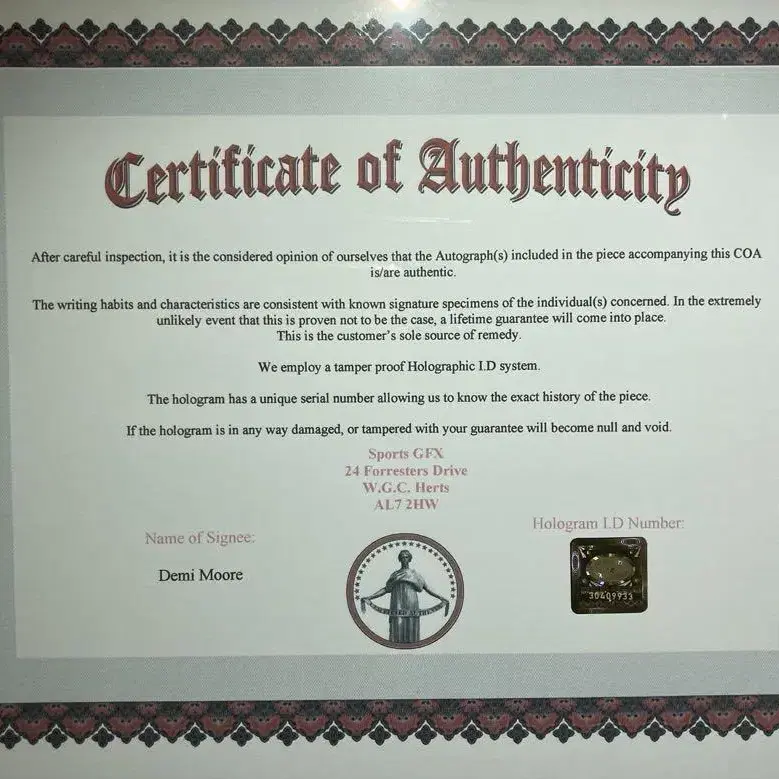 Certificate of Authenticity
After careful inspection, it is the considered opinion of ourselves that the Autograph(s) included in the piece accompanying this COA
is/are authentic.
The writing habits and characteristics are consistent with known signature specimens of the individual(s) concerned. In the extremely
unlikely event that this is proven not to be the case, a lifetime guarantee will come into place.
This is the customer's sole source of remedy.
We employ a tamper proof Holographic I.D system.
The hologram has a unique serial number allowing us to know the exact history of the piece.
If the hologram is in any way damaged, or tampered with your guarantee will become null and void.
Sports GFX
24 Forresters Drive
W.G.C. Herts
AL7 2HW
Name of Signee:
Demi Moore
Hologram I.D Number:
30409933